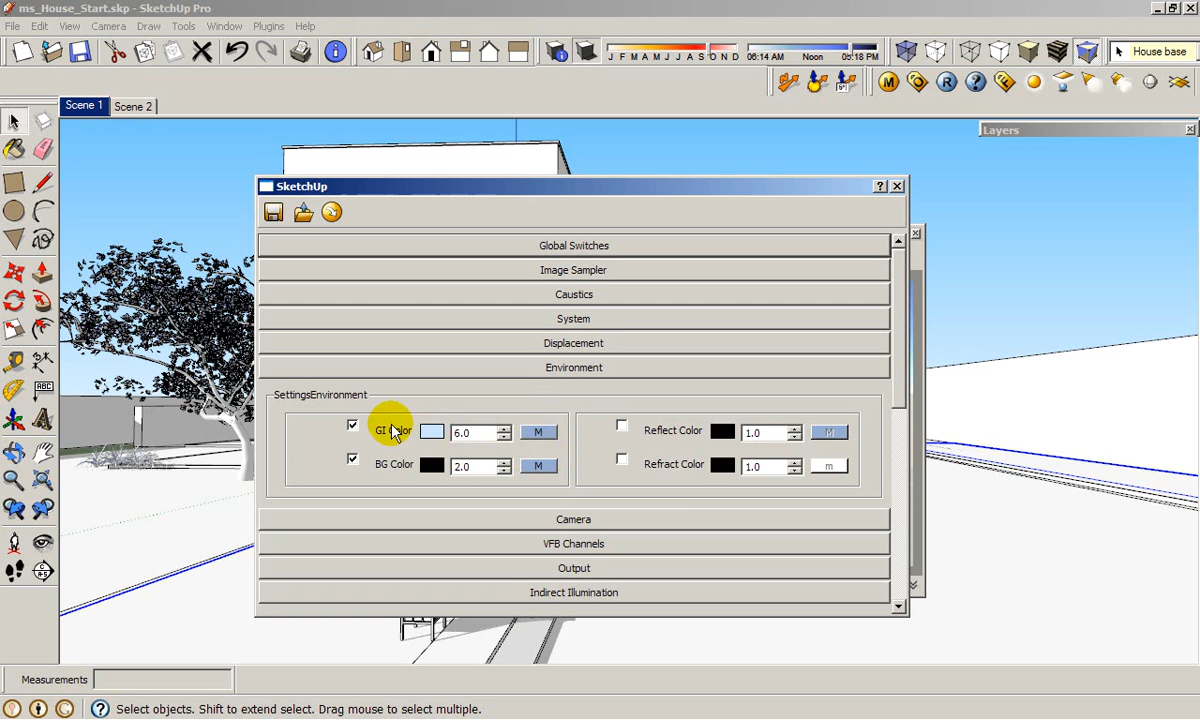 ms_House_Start.skp - SketchUp Pro
File Edit View Camera Draw Tools Window Plugins Help
J F M A M J J A S O N D 06:14 AM Noon 05:18 PM
House base
M O R ? F
Scene 1 Scene 2
Layers
SketchUp
Global Switches
Image Sampler
Caustics
System
Displacement
Environment
SettingsEnvironment
GI Color 6.0 M Reflect Color 1.0 M
BG Color 2.0 M Refract Color 1.0 m
Camera
VFB Channels
Output
Indirect Illumination
ABC
A
Measurements
Select objects. Shift to extend select. Drag mouse to select multiple.